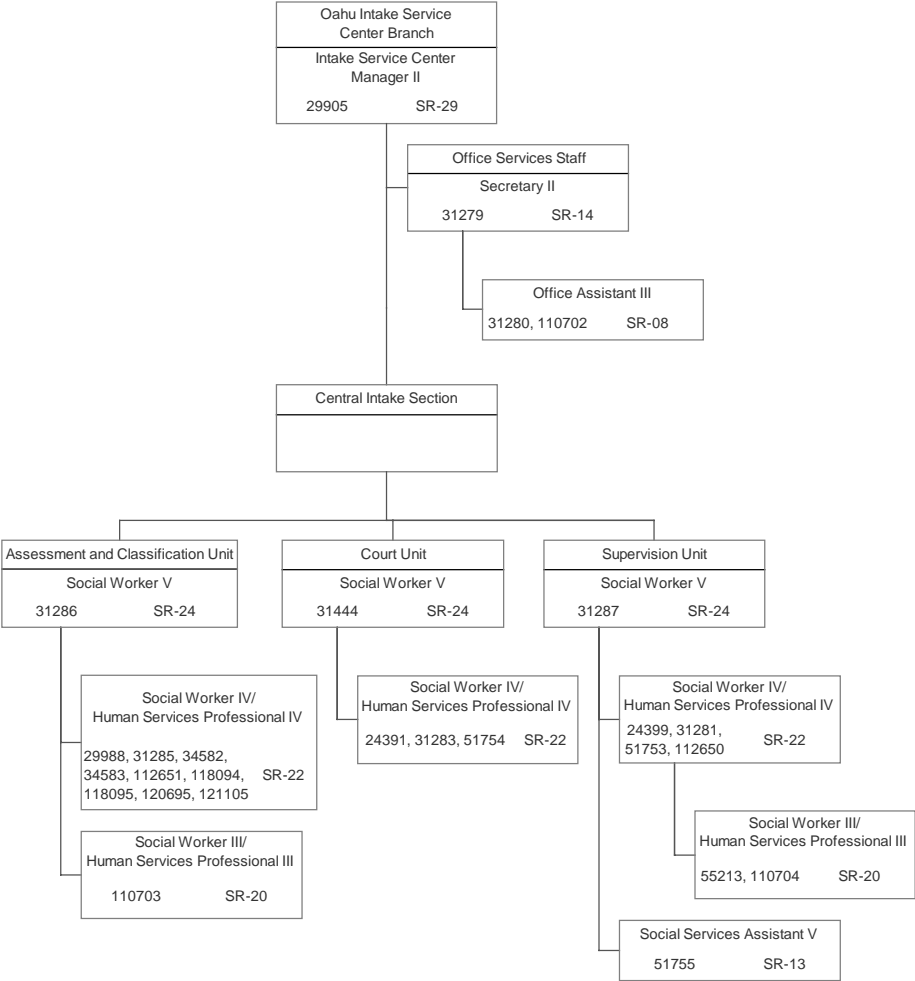 Oahu Intake Service
Center Branch
Intake Service Center
Manager II
29905 SR-29
Office Services Staff
Secretary II
31279 SR-14
Office Assistant III
31280, 110702 SR-08
Central Intake Section
Assessment and Classification Unit
Social Worker V
31286 SR-24
Court Unit
Social Worker V
31444 SR-24
Supervision Unit
Social Worker V
31287 SR-24
Social Worker IV/
Human Services Professional IV
29988, 31285, 34582,
34583, 112651, 118094, SR-22
118095, 120695, 121105
Social Worker III/
Human Services Professional III
110703 SR-20
Social Worker IV/
Human Services Professional IV
24391, 31283, 51754 SR-22
Social Worker IV/
Human Services Professional IV
24399, 31281,
51753, 112650 SR-22
Social Worker III/
Human Services Professional III
55213, 110704 SR-20
Social Services Assistant V
51755 SR-13